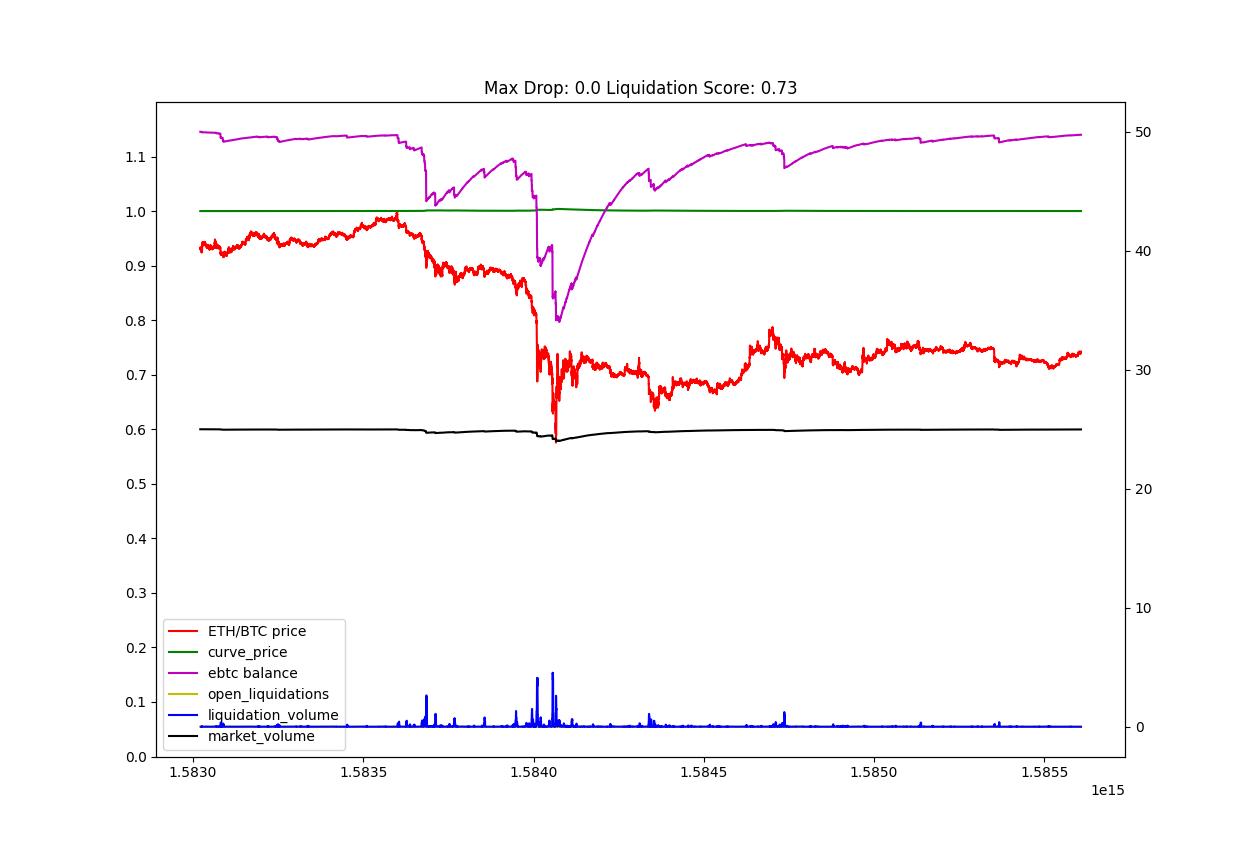 Max Drop: 0.0 Liquidation Score: 0.73
1.1
1.0
0.9
0.8
0.7
0.6
0.5
0.4
0.3
0.2
0.1
0.0
50
40
30
20
10
0
ETH/BTC price
curve_price
ebtc balance
open_liquidations
liquidation_volume
market_volume
1.5830 1.5835 1.5840 1.5845 1.5850 1.5855
1e15